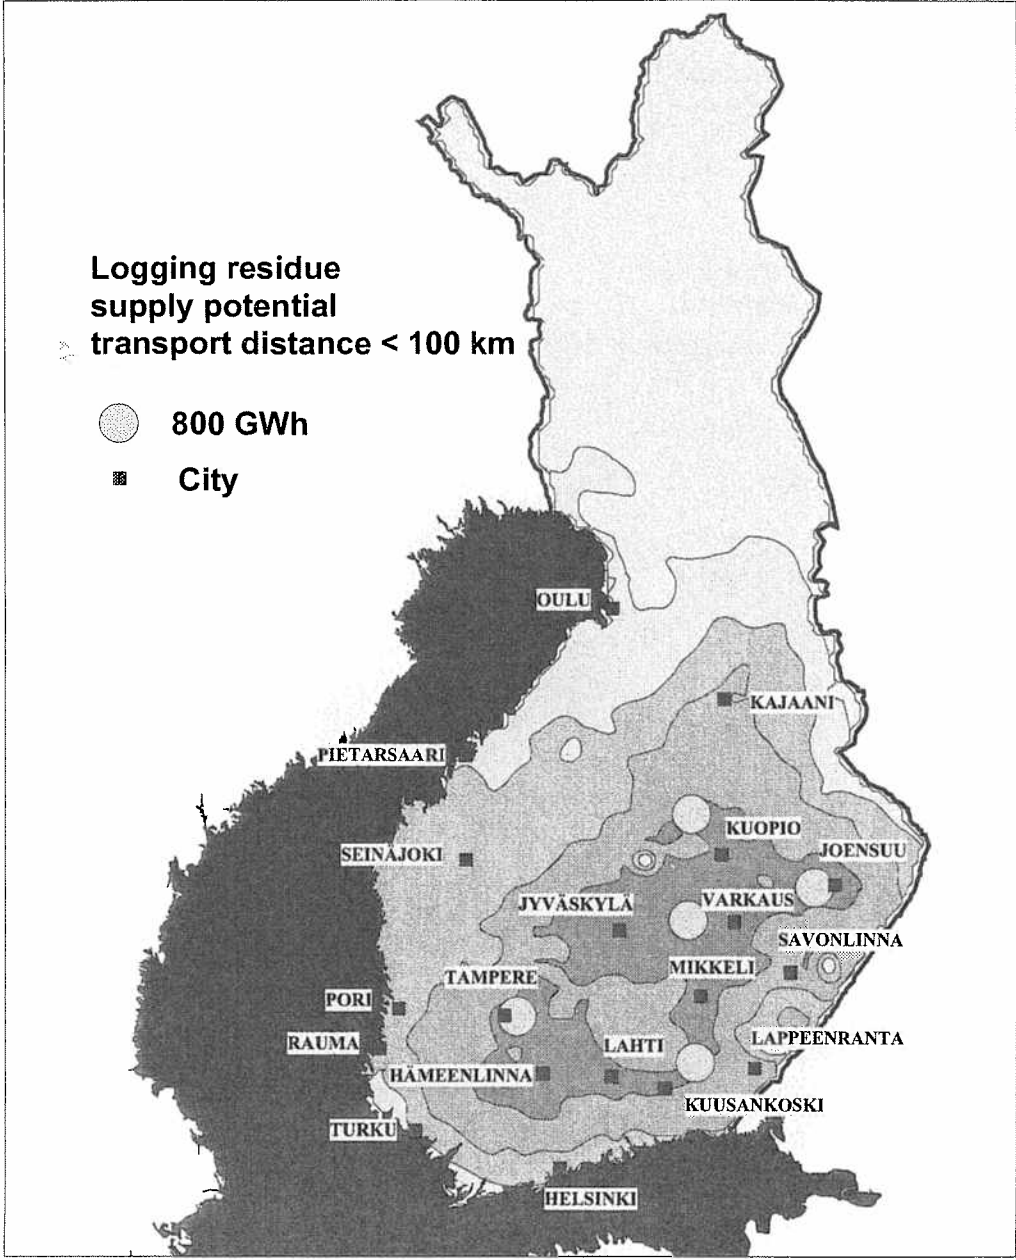 Logging residue
supply potential
transport distance < 100 km
800 GWh
City
OULU
KAJAANI
PIETARSAARI
KUOPIO
SEINÄJOKI
JOENSUU
JYVÄSKYLÄ
VARKAUS
SAVONLINNA
MIKKELI
TAMPERE
PORI
RAUMA
LAHTI
LAPPEENRANTA
HÄMEENLINNA
KUUSANKOSKI
TURKU
HELSINKI